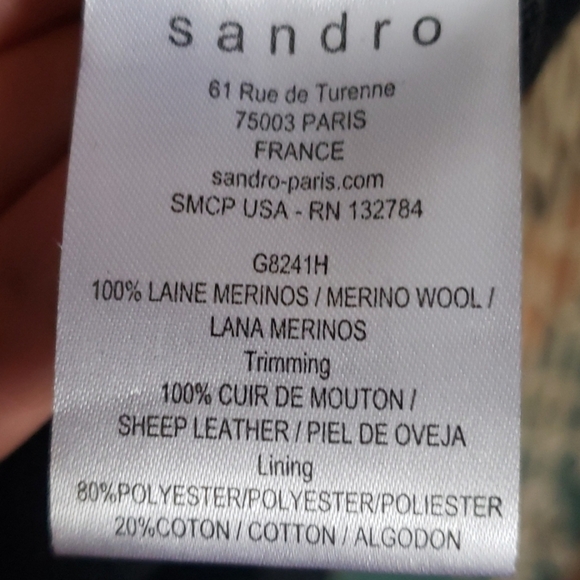 sandro
61 Rue de Turenne
75003 PARIS
FRANCE
sandro-paris.com
SMCP USA - RN 132784
G8241H
100% LAINE MERINOS / MERINO WOOL /
LANA MERINOS
Trimming
100% CUIR DE MOUTON /
SHEEP LEATHER / PIEL DE OVEJA
Lining
80%POLYESTER/POLYESTER/POLIESTER
20%COTON / COTTON / ALGODON